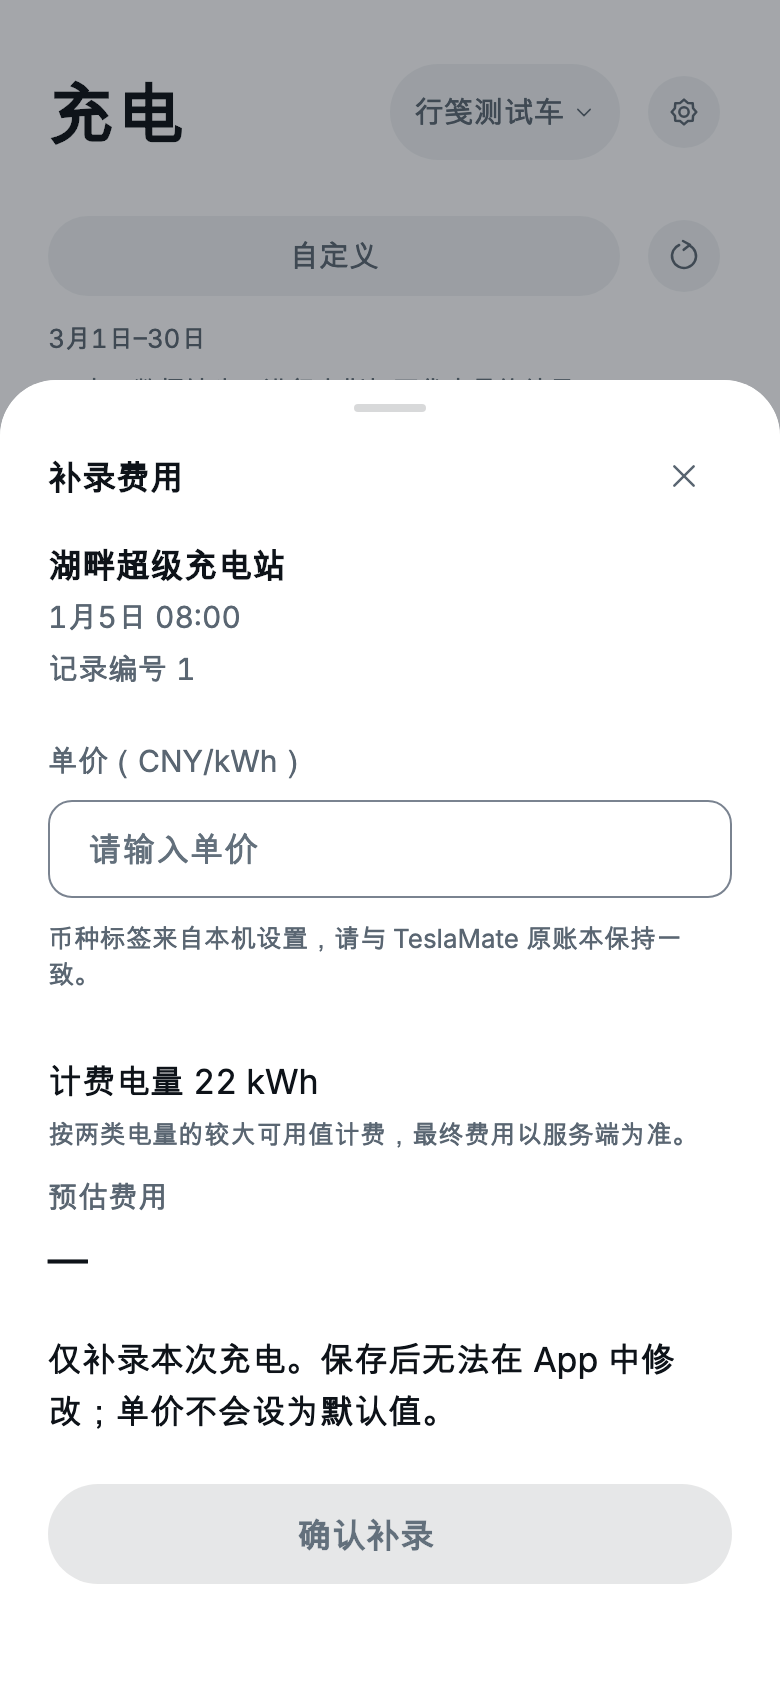 充电
行笺测试车
自定义
3月1日–30日
补录费用
湖畔超级充电站
1月5日 08:00
记录编号 1
单价（CNY/kWh）
请输入单价
币种标签来自本机设置，请与 TeslaMate 原账本保持一
致。
计费电量 22 kWh
按两类电量的较大可用值计费，最终费用以服务端为准。
预估费用
—
仅补录本次充电。保存后无法在 App 中修
改；单价不会设为默认值。
确认补录